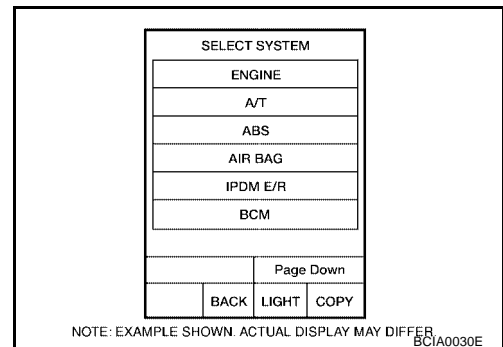 SELECT SYSTEM
ENGINE
A/T
ABS
AIR BAG
IPDM E/R
BCM
Page Down
BACK LIGHT COPY
NOTE: EXAMPLE SHOWN. ACTUAL DISPLAY MAY DIFFER.
BCIA0030E